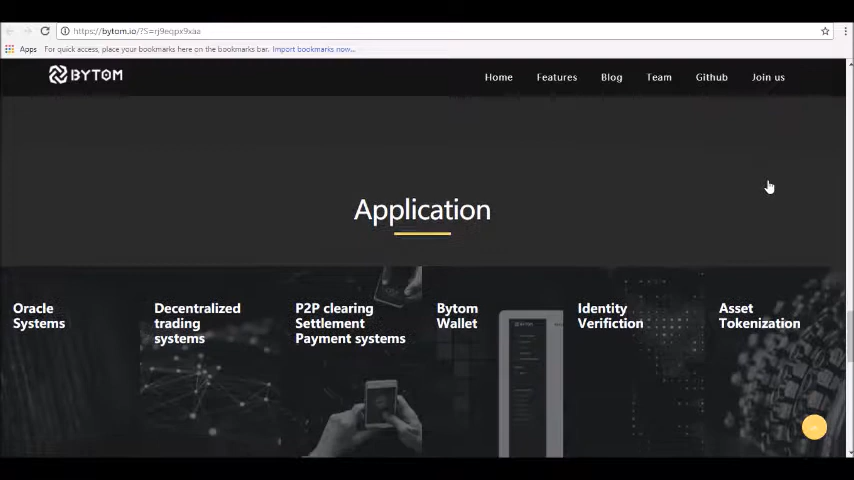 https://bytom.io/?S=rj9eqpx9xaa
Apps For quick access, place your bookmarks here on the bookmarks bar. Import bookmarks now...
BYTOM Home Features Blog Team Github Join us
Application
Oracle
Systems
Decentralized
trading
systems
P2P clearing
Settlement
Payment systems
Bytom
Wallet
Identity
Verifiction
Asset
Tokenization